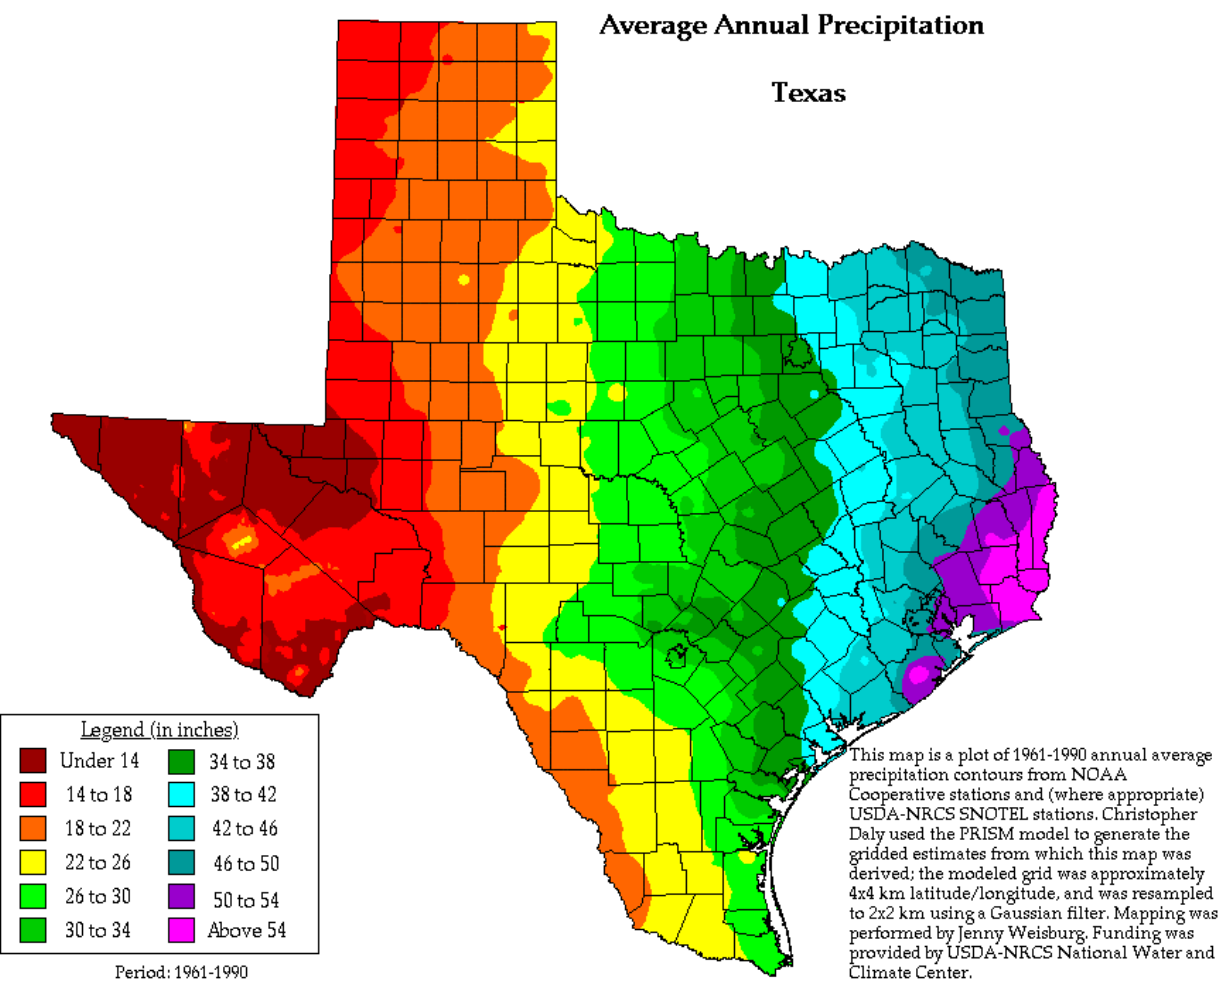 Average Annual Precipitation
Texas
Legend (in inches)
Under 14
14 to 18
18 to 22
22 to 26
26 to 30
30 to 34
34 to 38
38 to 42
42 to 46
46 to 50
50 to 54
Above 54
Period: 1961-1990
This map is a plot of 1961-1990 annual average
precipitation contours from NOAA
Cooperative stations and (where appropriate)
USDA-NRCS SNOTEL stations. Christopher
Daly used the PRISM model to generate the
gridded estimates from which this map was
derived; the modeled grid was approximately
4x4 km latitude/longitude, and was resampled
to 2x2 km using a Gaussian filter. Mapping was
performed by Jenny Weisburg. Funding was
provided by USDA-NRCS National Water and
Climate Center.